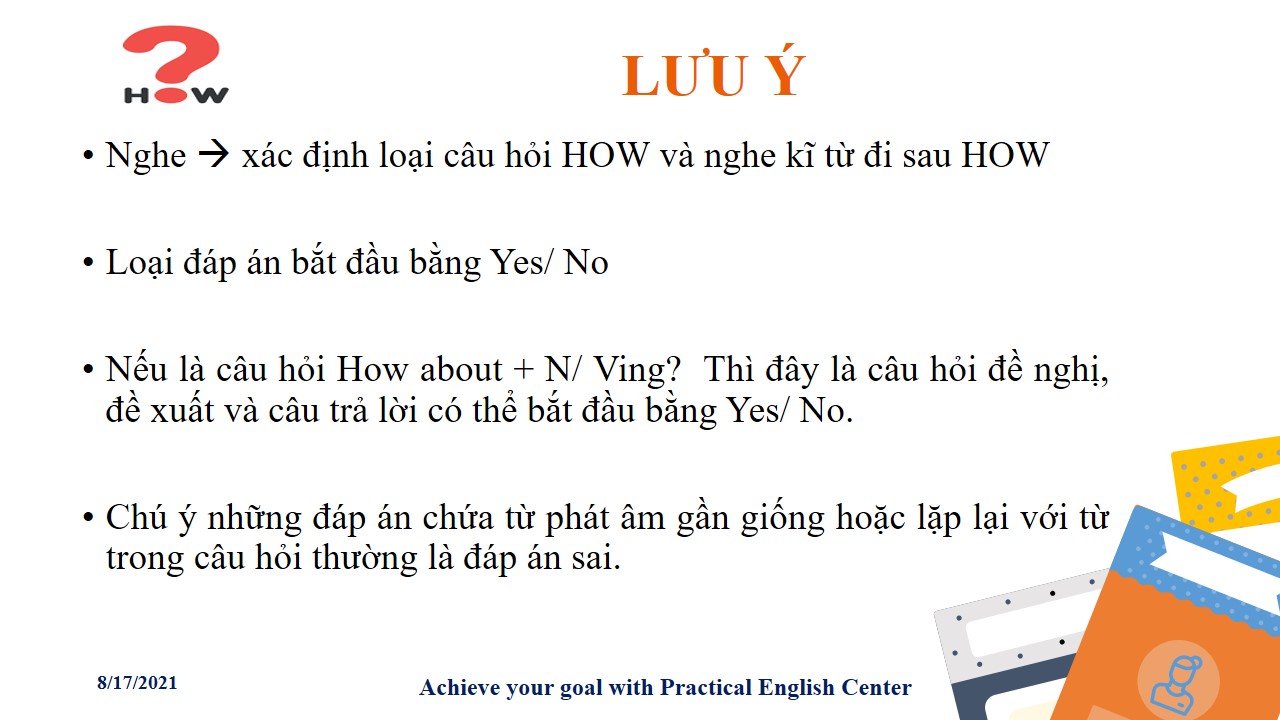 HOW
LƯU Ý
• Nghe → xác định loại câu hỏi HOW và nghe kĩ từ đi sau HOW
• Loại đáp án bắt đầu bằng Yes/ No
• Nếu là câu hỏi How about + N/ Ving?  Thì đây là câu hỏi đề nghị,
đề xuất và câu trả lời có thể bắt đầu bằng Yes/ No.
• Chú ý những đáp án chứa từ phát âm gần giống hoặc lặp lại với từ
trong câu hỏi thường là đáp án sai.
8/17/2021
Achieve your goal with Practical English Center